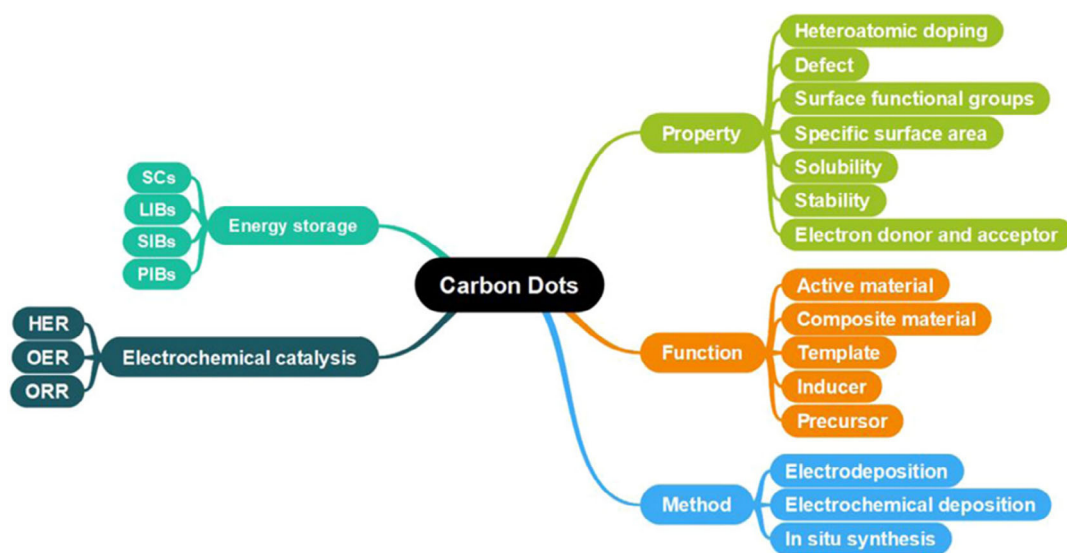 Carbon Dots
Energy storage
SCs
LIBs
SIBs
PIBs
Electrochemical catalysis
HER
OER
ORR
Property
Heteroatomic doping
Defect
Surface functional groups
Specific surface area
Solubility
Stability
Electron donor and acceptor
Function
Active material
Composite material
Template
Inducer
Precursor
Method
Electrodeposition
Electrochemical deposition
In situ synthesis